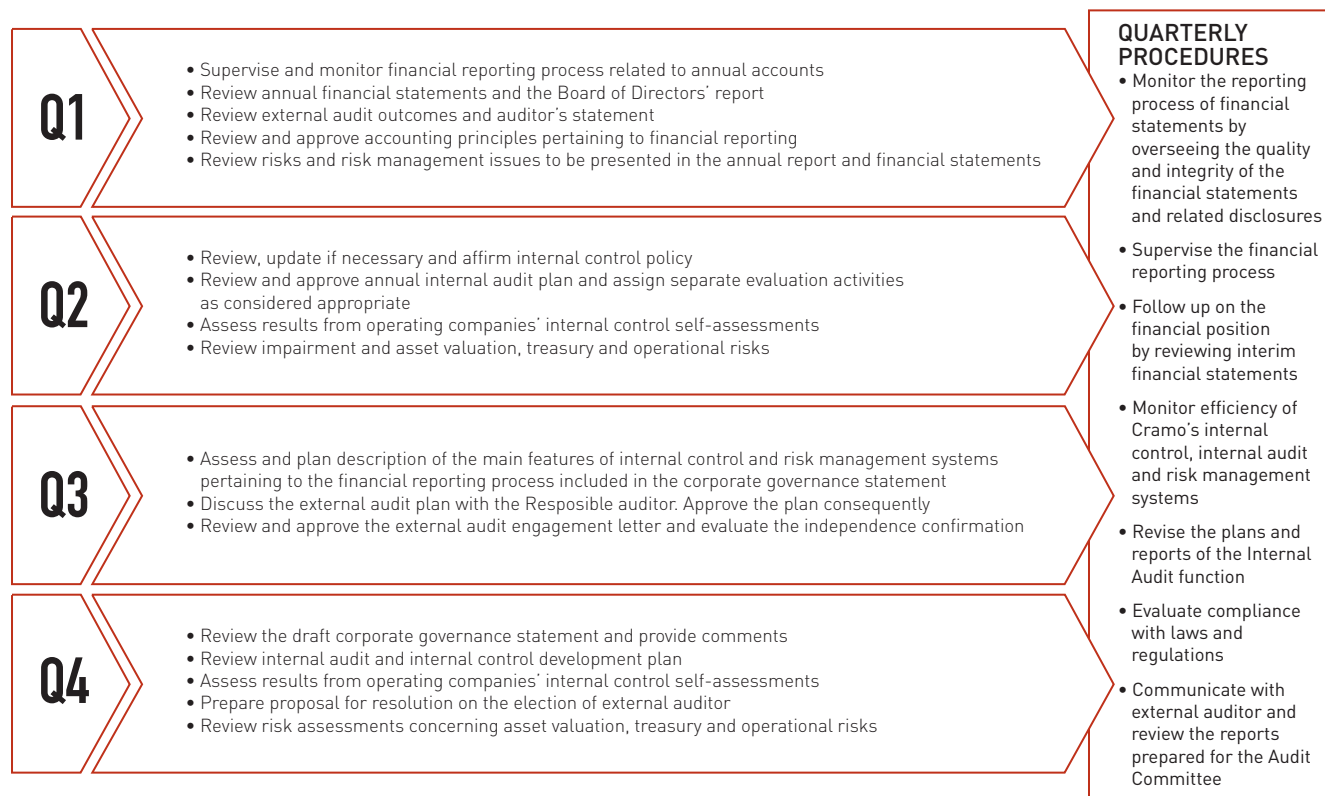 Q1
• Supervise and monitor financial reporting process related to annual accounts
• Review annual financial statements and the Board of Directors’ report
• Review external audit outcomes and auditor’s statement
• Review and approve accounting principles pertaining to financial reporting
• Review risks and risk management issues to be presented in the annual report and financial statements
Q2
• Review, update if necessary and affirm internal control policy
• Review and approve annual internal audit plan and assign separate evaluation activities
as considered appropriate
• Assess results from operating companies’ internal control self-assessments
• Review impairment and asset valuation, treasury and operational risks
Q3
• Assess and plan description of the main features of internal control and risk management systems
pertaining to the financial reporting process included in the corporate governance statement
• Discuss the external audit plan with the Resposible auditor. Approve the plan consequently
• Review and approve the external audit engagement letter and evaluate the independence confirmation
Q4
• Review the draft corporate governance statement and provide comments
• Review internal audit and internal control development plan
• Assess results from operating companies’ internal control self-assessments
• Prepare proposal for resolution on the election of external auditor
• Review risk assessments concerning asset valuation, treasury and operational risks
QUARTERLY
PROCEDURES
• Monitor the reporting
process of financial
statements by
overseeing the quality
and integrity of the
financial statements
and related disclosures
• Supervise the financial
reporting process
• Follow up on the
financial position
by reviewing interim
financial statements
• Monitor efficiency of
Cramo’s internal
control, internal audit
and risk management
systems
• Revise the plans and
reports of the Internal
Audit function
• Evaluate compliance
with laws and
regulations
• Communicate with
external auditor and
review the reports
prepared for the Audit
Committee